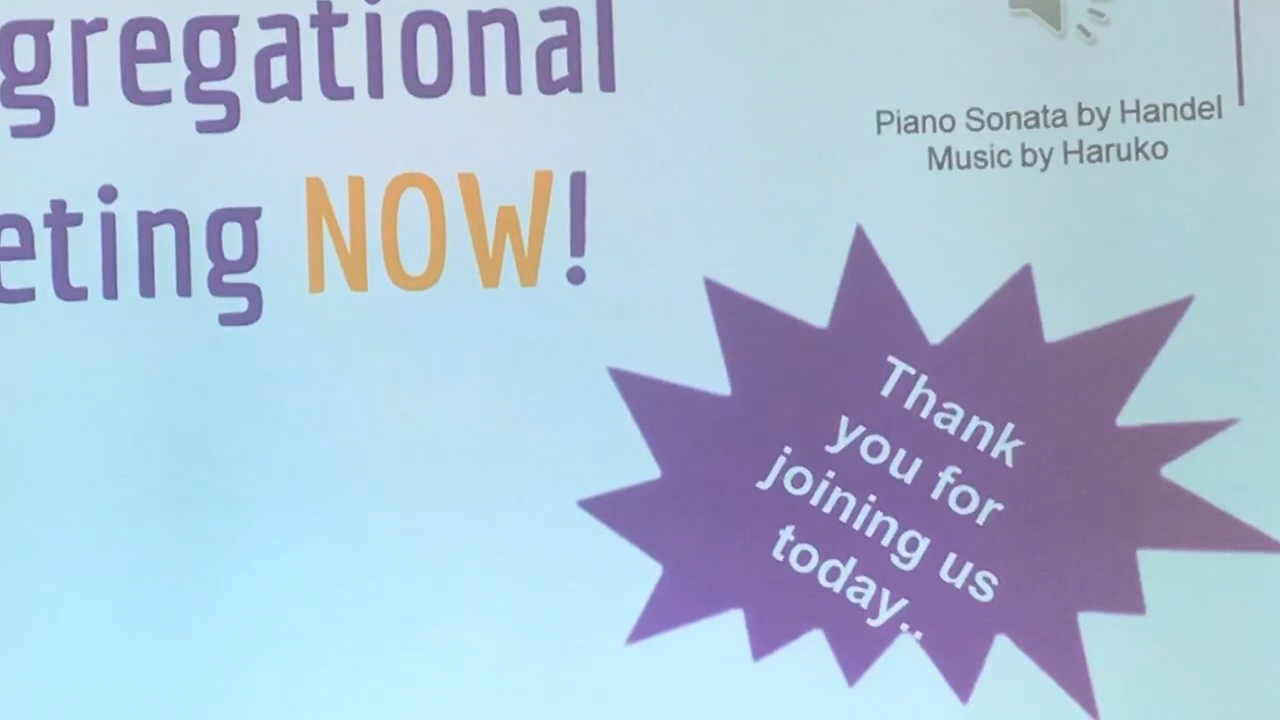 gregational
eting NOW!
Piano Sonata by Handel
Music by Haruko
Thank
you for
joining us
today..